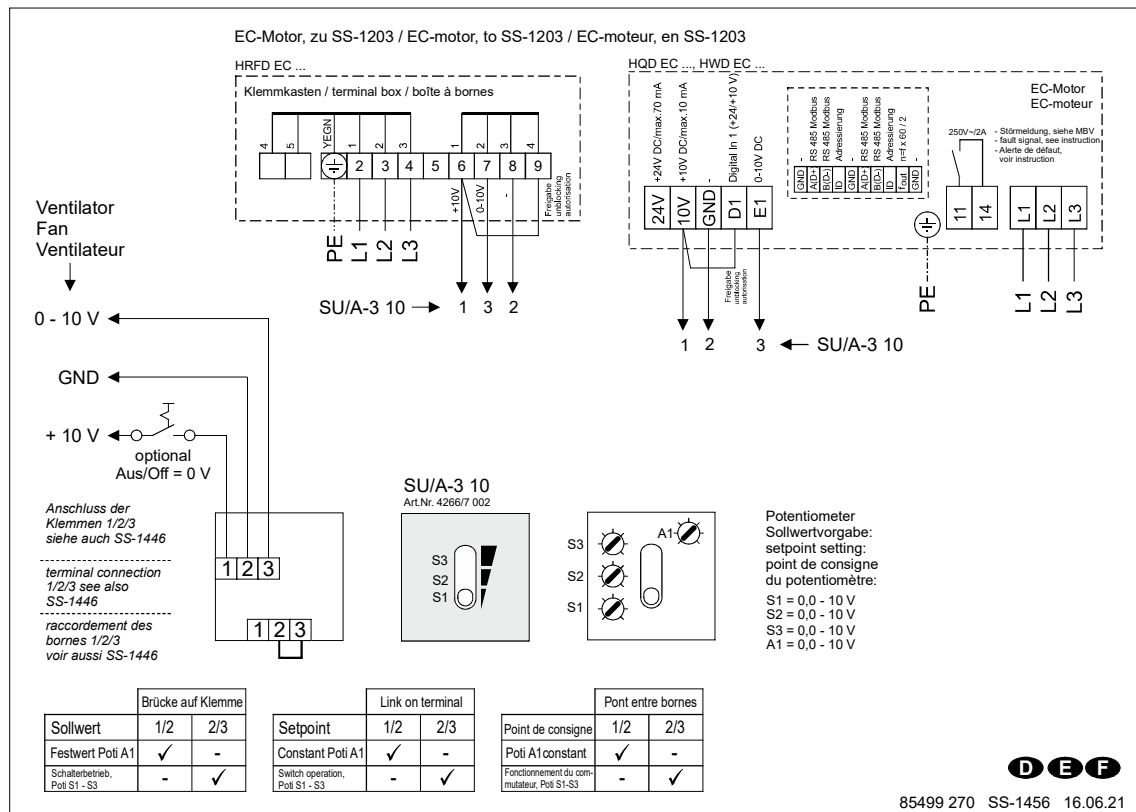 EC-Motor, zu SS-1203 / EC-motor, to SS-1203 / EC-moteur, en SS-1203
HRFD EC ...
Klemmkasten / terminal box / boîte à bornes
4 5 YEGN 1 2 3 1 2 3 4
2 3 4 5 6 7 8 9
+10V
0-10V
-
Freigabe
unblocking
autorisation
PE L1 L2 L3
SU/A-3 10 1 3 2
HQD EC ..., HWD EC ...
EC-Motor
EC-moteur
+24V DC/max.70 mA
+10V DC/max.10 mA
-
Digital In 1 (+24/+10 V)
0-10V DC
24V 10V GND D1 E1
Freigabe
unblocking
autorisation
-
RS 485 Modbus
RS 485 Modbus
Adressierung
-
RS 485 Modbus
RS 485 Modbus
Adressierung
n=f x 60 / 2
-
GND
A(D+)
B(D-)
ID
GND
A(D+)
B(D-)
ID
fout
GND
250V~/2A
- Störmeldung, siehe MBV
- fault signal, see instruction
- Alerte de défaut,
voir instruction
11 14 L1 L2 L3
PE L1 L2 L3
1 2 3 SU/A-3 10
Ventilator
Fan
Ventilateur
0 - 10 V
GND
+ 10 V
optional
Aus/Off = 0 V
Anschluss der
Klemmen 1/2/3
siehe auch SS-1446
terminal connection
1/2/3 see also
SS-1446
raccordement des
bornes 1/2/3
voir aussi SS-1446
1 2 3
1 2 3
SU/A-3 10
Art.Nr. 4266/7 002
S3
S2
S1
S3
S2
S1
A1
Potentiometer
Sollwertvorgabe:
setpoint setting:
point de consigne
du potentiomètre:
S1 = 0,0 - 10 V
S2 = 0,0 - 10 V
S3 = 0,0 - 10 V
A1 = 0,0 - 10 V
Brücke auf Klemme
Sollwert 1/2 2/3
Festwert Poti A1 ✓ -
Schalterbetrieb,
Poti S1 - S3 - ✓
Link on terminal
Setpoint 1/2 2/3
Constant Poti A1 ✓ -
Switch operation,
Poti S1 - S3 - ✓
Pont entre bornes
Point de consigne 1/2 2/3
Poti A1constant ✓ -
Fonctionnement du com-
mutateur, Poti S1-S3 - ✓
D E F
85499 270 SS-1456 16.06.21